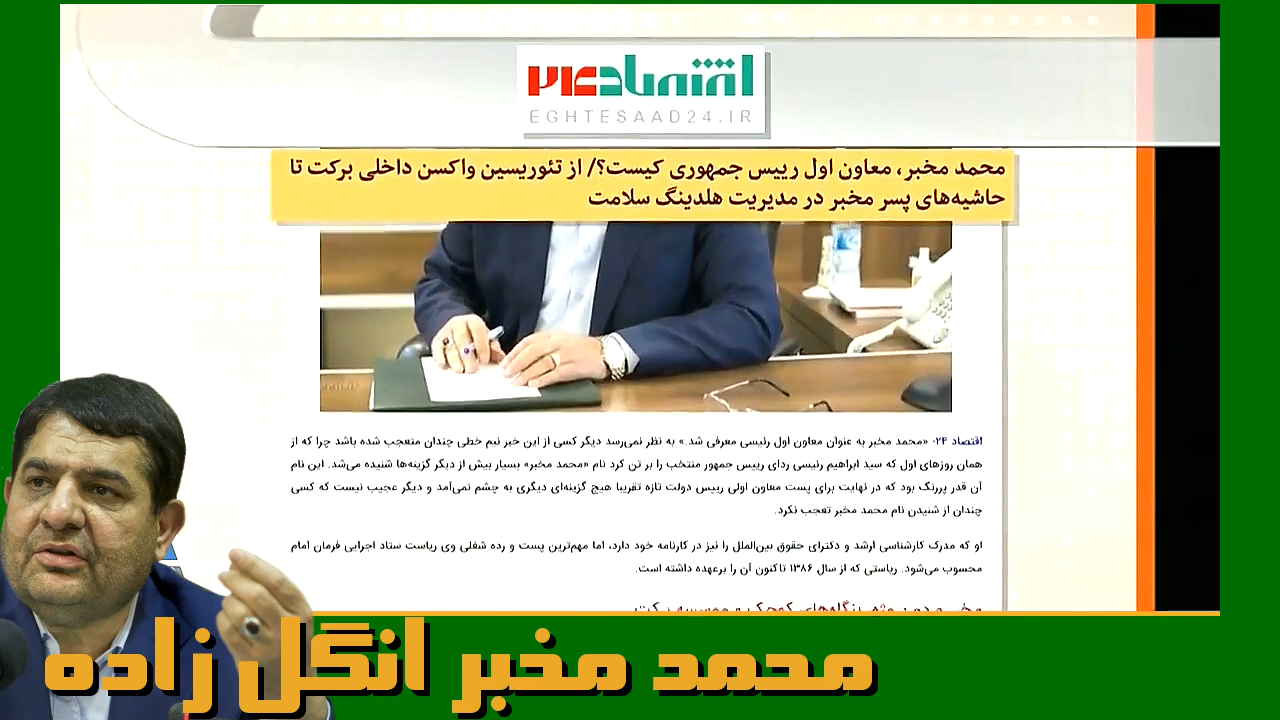 اقتصاد۲۴
EGHTESAAD24.IR
محمد مخبر، معاون اول رییس جمهوری کیست؟/ از تئوریسین واکسن داخلی برکت تا
حاشیه‌های پسر مخبر در مدیریت هلدینگ سلامت
اقتصاد ۲۴- «محمد مخبر به عنوان معاون اول رئیسی معرفی شد.» به نظر نمی‌رسد دیگر کسی از این خبر نیم خطی چندان متعجب شده باشد چرا که از
همان روزهای اول که سید ابراهیم رئیسی ردای رییس جمهور منتخب را بر تن کرد نام «محمد مخبر» بسیار بیش از دیگر گزینه‌ها شنیده می‌شد. این نام
آن قدر پررنگ بود که در نهایت برای پست معاون اولی رییس دولت تازه تقریبا هیچ گزینه‌ای دیگری به چشم نمی‌آمد و دیگر عجیب نیست که کسی
چندان از شنیدن نام محمد مخبر تعجب نکرد.
او که مدرک کارشناسی ارشد و دکترای حقوق بین‌الملل را نیز در کارنامه خود دارد، اما مهم‌ترین پست و رده شغلی وی ریاست ستاد اجرایی فرمان امام
محسوب می‌شود. ریاستی که از سال ۱۳۸۶ تاکنون آن را برعهده داشته است.
محمد مخبر انگل زاده